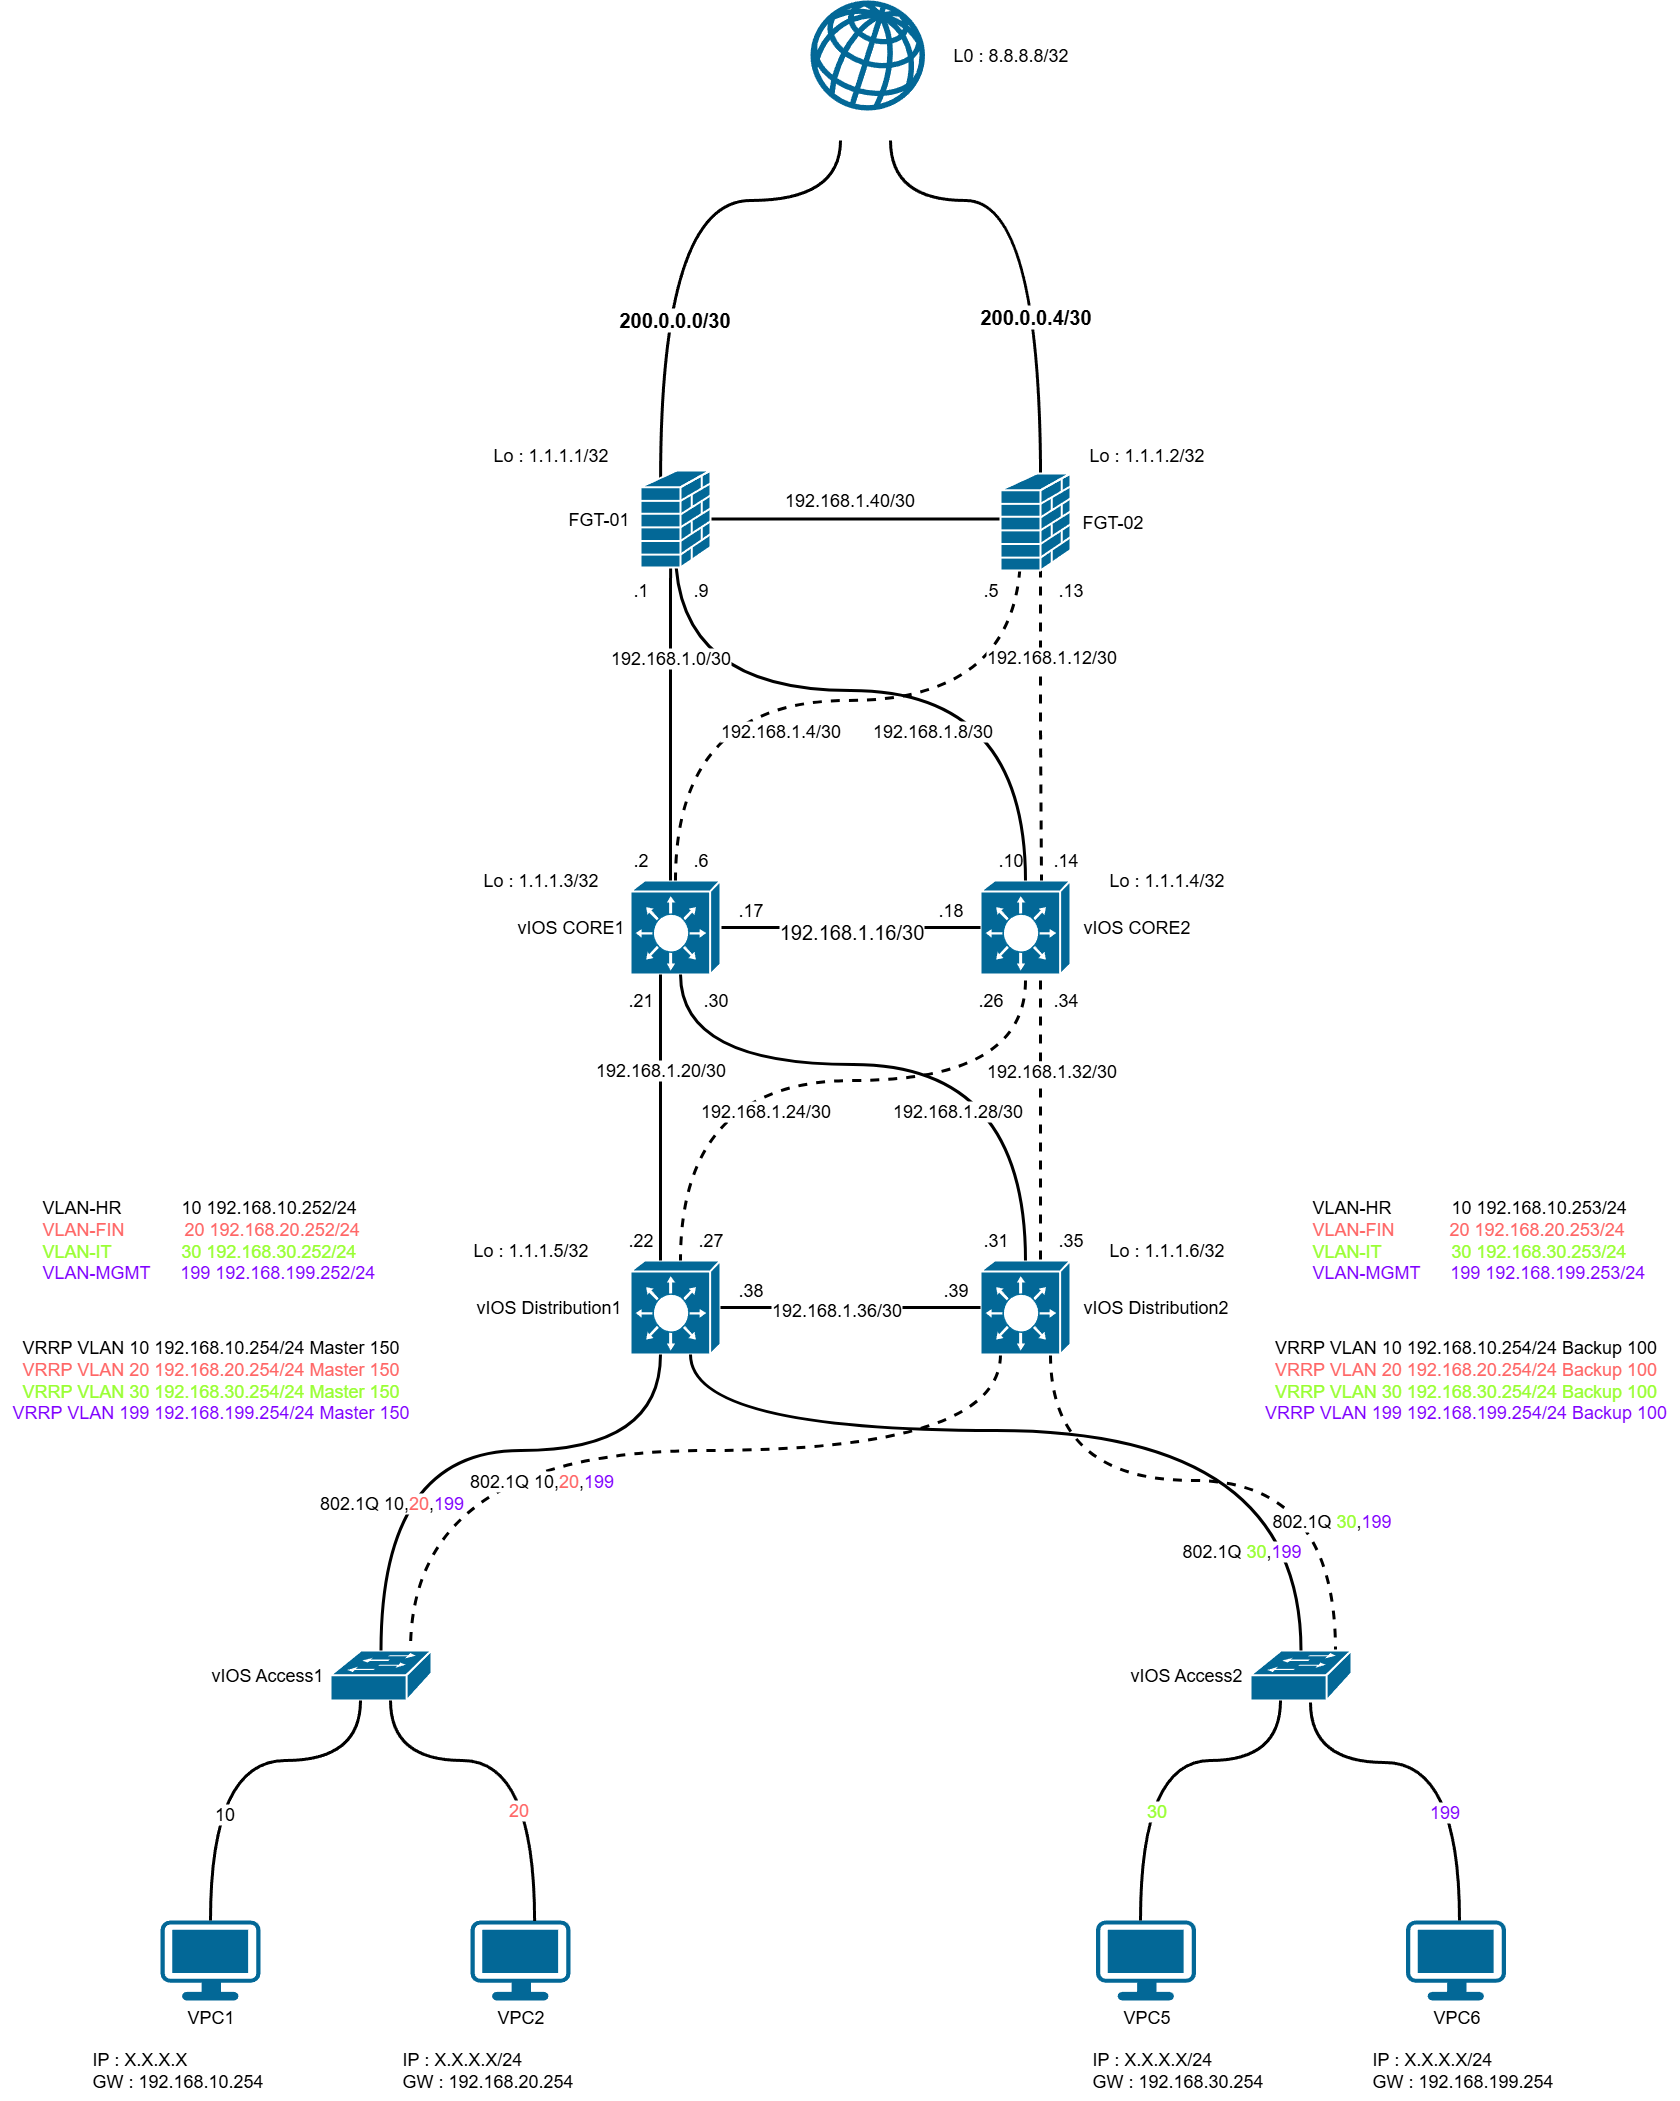 L0 : 8.8.8.8/32
200.0.0.0/30
200.0.0.4/30
Lo : 1.1.1.1/32
Lo : 1.1.1.2/32
192.168.1.40/30
FGT-01
FGT-02
.1
.9
.5
.13
192.168.1.0/30
192.168.1.12/30
192.168.1.4/30
192.168.1.8/30
.2
.6
.10
.14
Lo : 1.1.1.3/32
Lo : 1.1.1.4/32
.17
.18
vIOS CORE1
192.168.1.16/30
vIOS CORE2
.21
.30
.26
.34
192.168.1.20/30
192.168.1.32/30
192.168.1.24/30
192.168.1.28/30
VLAN-HR 10 192.168.10.252/24
VLAN-FIN 20 192.168.20.252/24
VLAN-IT 30 192.168.30.252/24
VLAN-MGMT 199 192.168.199.252/24
VLAN-HR 10 192.168.10.253/24
VLAN-FIN 20 192.168.20.253/24
VLAN-IT 30 192.168.30.253/24
VLAN-MGMT 199 192.168.199.253/24
.22
.27
.31
.35
Lo : 1.1.1.5/32
Lo : 1.1.1.6/32
.38
.39
vIOS Distribution1
192.168.1.36/30
vIOS Distribution2
VRRP VLAN 10 192.168.10.254/24 Master 150
VRRP VLAN 20 192.168.20.254/24 Master 150
VRRP VLAN 30 192.168.30.254/24 Master 150
VRRP VLAN 199 192.168.199.254/24 Master 150
VRRP VLAN 10 192.168.10.254/24 Backup 100
VRRP VLAN 20 192.168.20.254/24 Backup 100
VRRP VLAN 30 192.168.30.254/24 Backup 100
VRRP VLAN 199 192.168.199.254/24 Backup 100
802.1Q 10,20,199
802.1Q 10,20,199
802.1Q 30,199
802.1Q 30,199
vIOS Access1
vIOS Access2
10
20
30
199
VPC1
VPC2
VPC5
VPC6
IP : X.X.X.X
GW : 192.168.10.254
IP : X.X.X.X/24
GW : 192.168.20.254
IP : X.X.X.X/24
GW : 192.168.30.254
IP : X.X.X.X/24
GW : 192.168.199.254